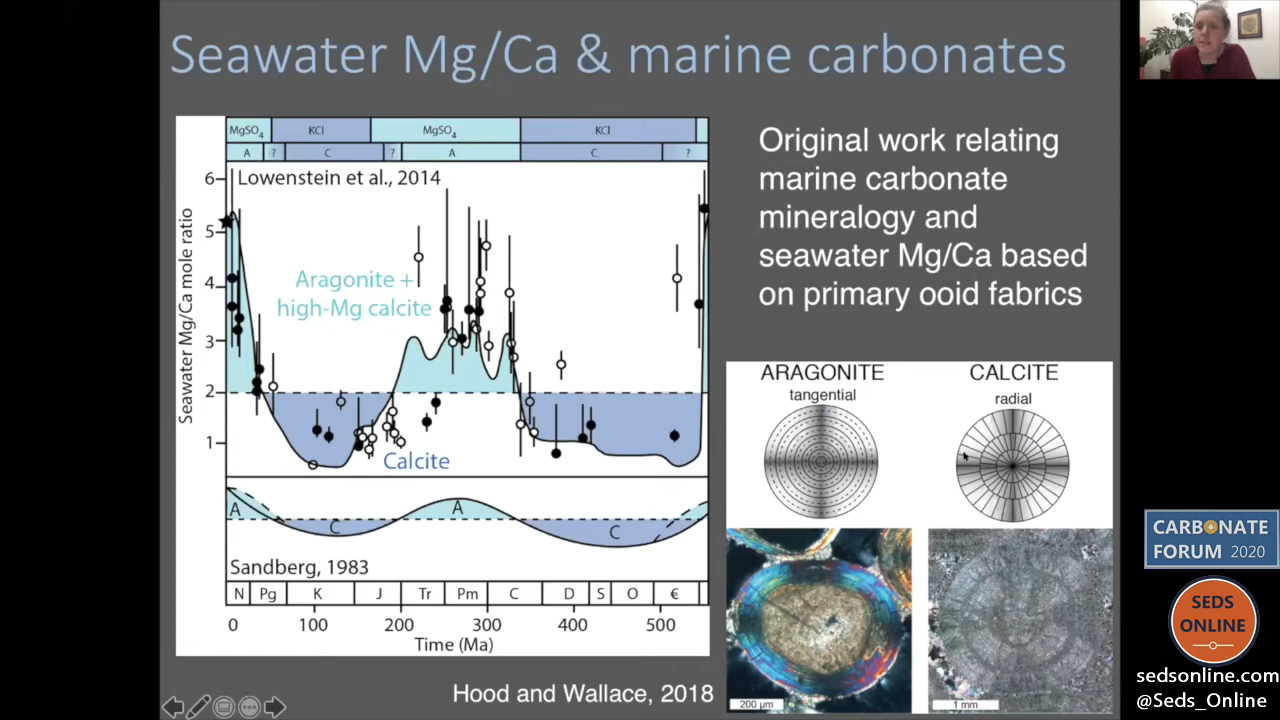 Seawater Mg/Ca & marine carbonates
MgSO4 KCl MgSO4 KCl
A ? C ? A C ?
Lowenstein et al., 2014
Seawater Mg/Ca mole ratio
6
5
4
3
2
1
Aragonite +
high-Mg calcite
Calcite
A C A C
Sandberg, 1983
N Pg K J Tr Pm C D S O €
0 100 200 300 400 500
Time (Ma)
Hood and Wallace, 2018
Original work relating
marine carbonate
mineralogy and
seawater Mg/Ca based
on primary ooid fabrics
ARAGONITE
tangential
CALCITE
radial
200 µm
1 mm
CARBONATE
FORUM 2020
SEDS
ONLINE
sedsonline.com
@Seds_Online